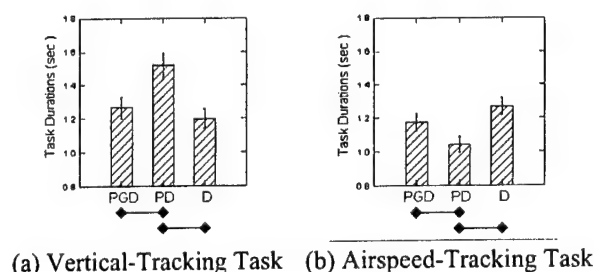 Task Durations (sec)
1.8
1.6
1.4
1.2
1.0
0.8
PGD PD D
(a) Vertical-Tracking Task
Task Durations (sec)
1.8
1.6
1.4
1.2
1.0
0.8
PGD PD D
(b) Airspeed-Tracking Task